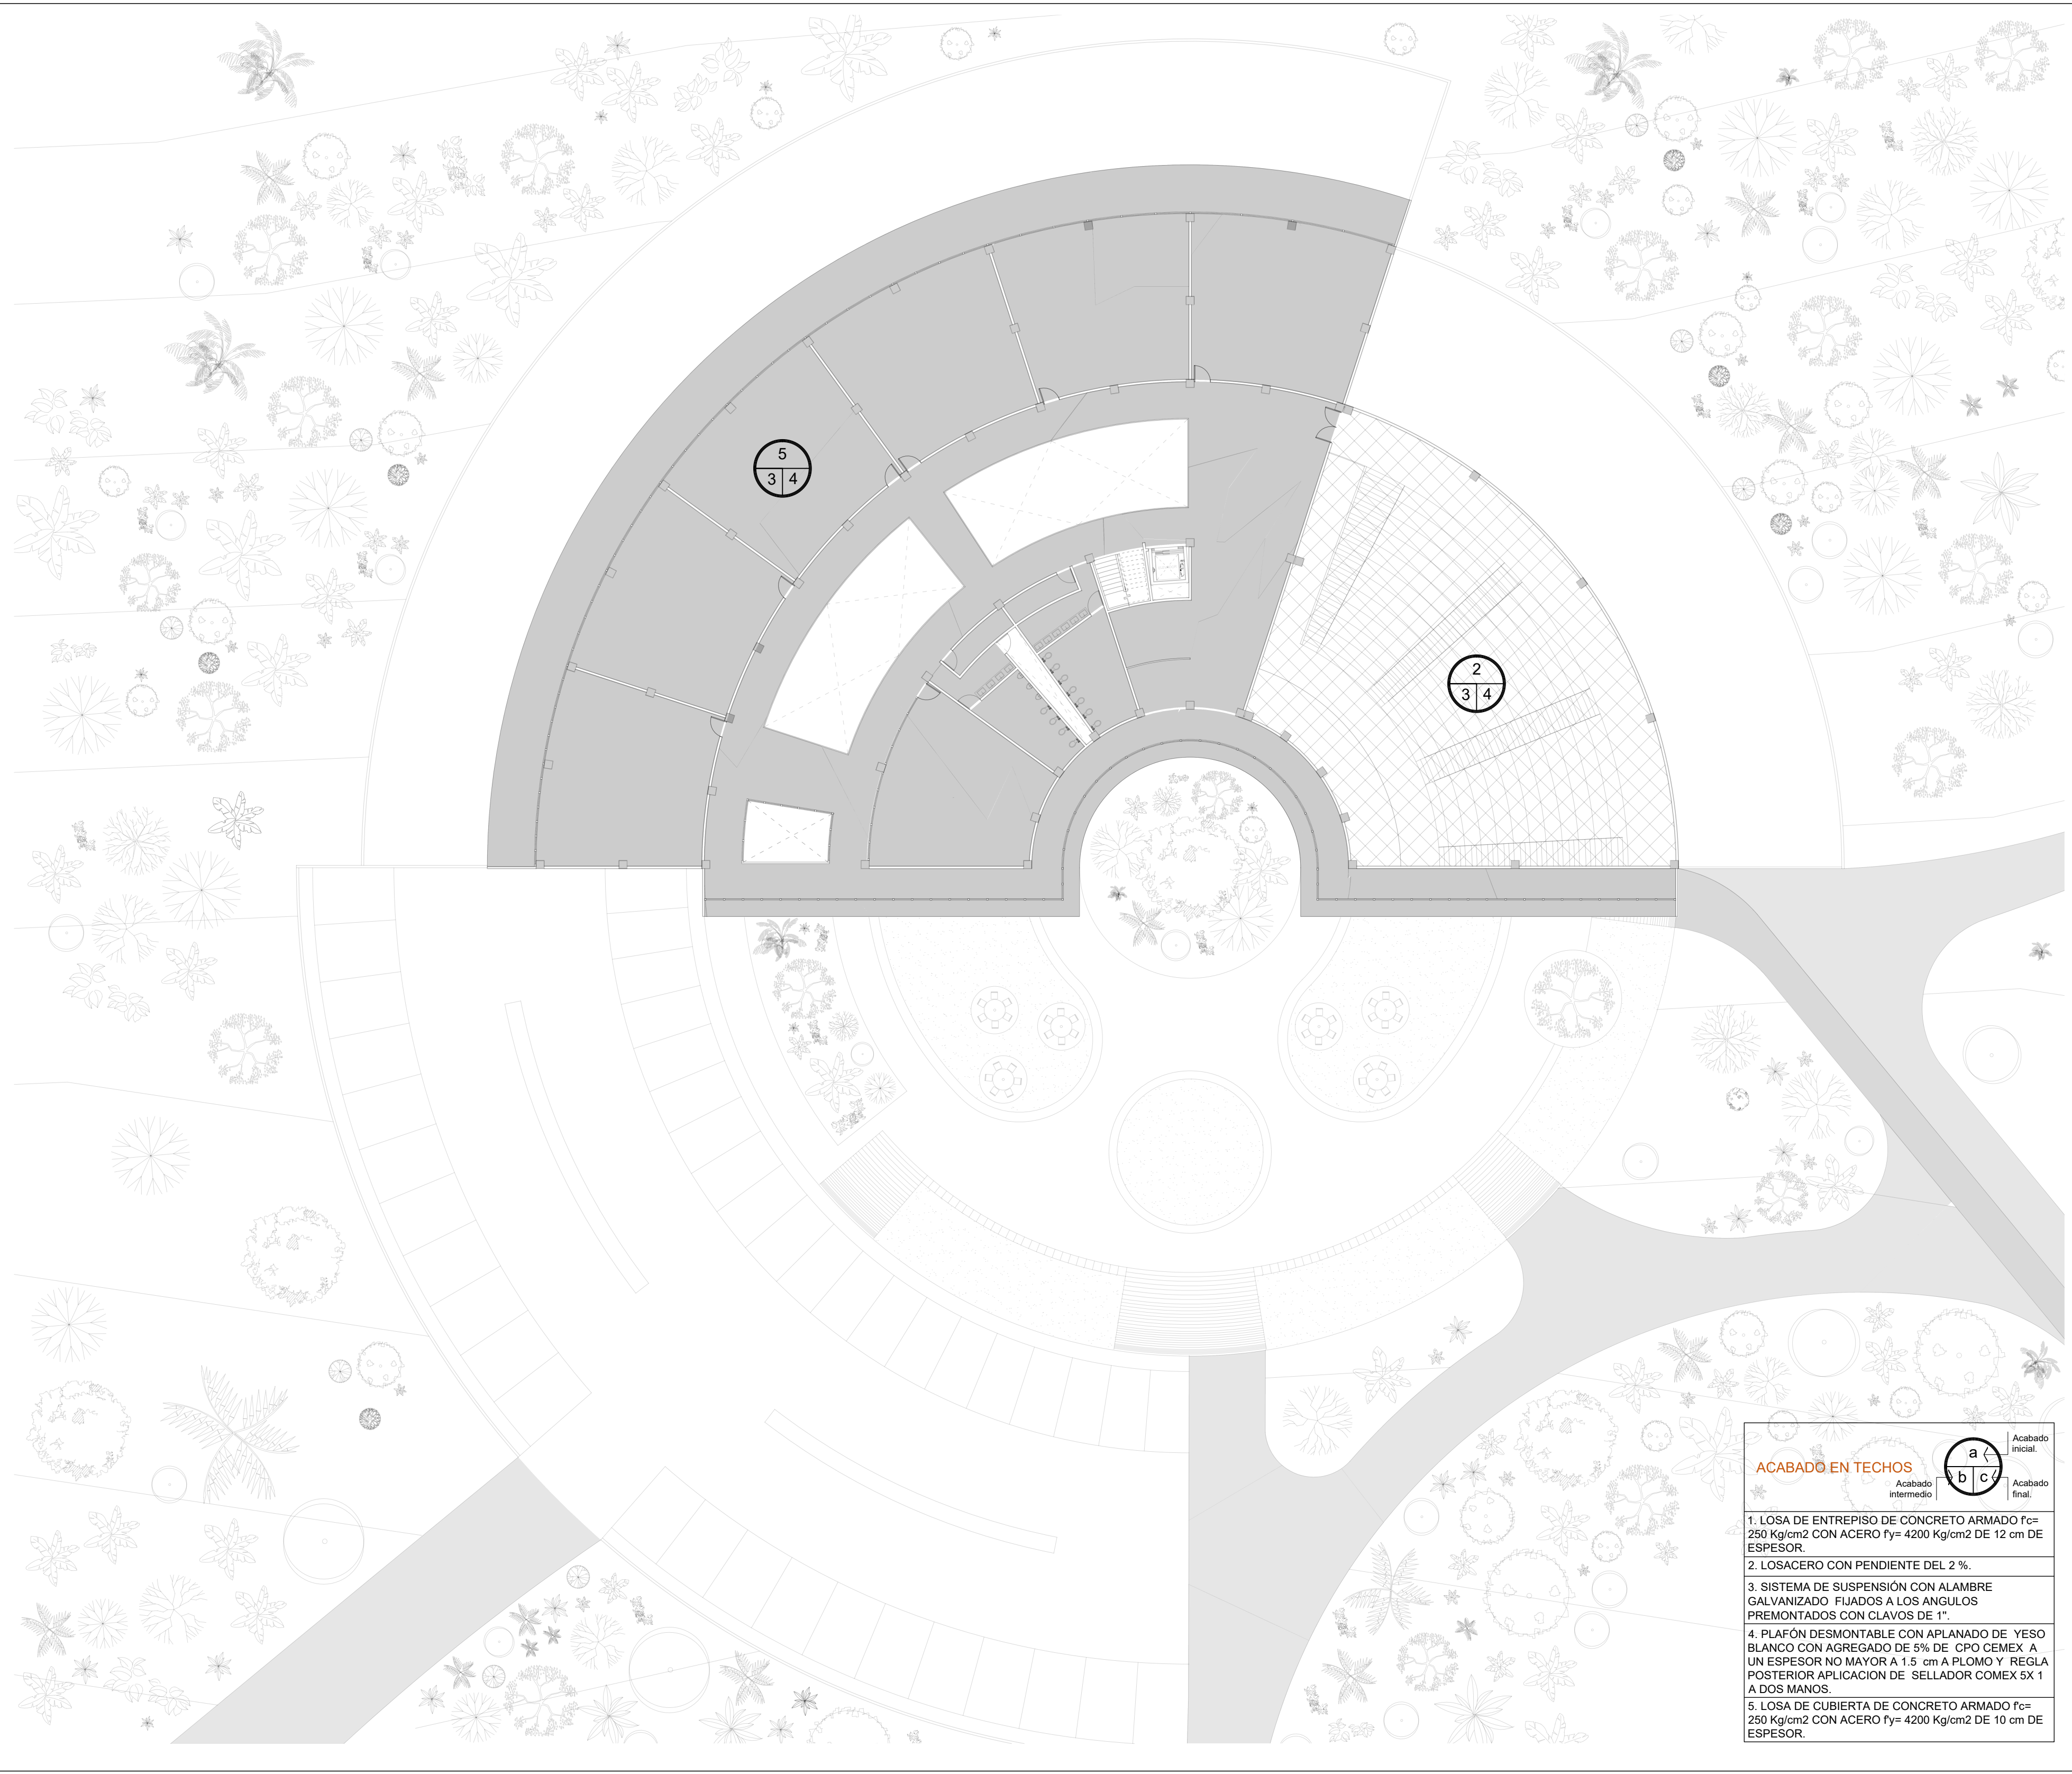 5
3 4
2
3 4
ACABADO EN TECHOS
a
b c
Acabado
inicial.
Acabado
intermedio
Acabado
final.
1. LOSA DE ENTREPISO DE CONCRETO ARMADO f'c=
250 Kg/cm2 CON ACERO f'y= 4200 Kg/cm2 DE 12 cm DE
ESPESOR.
2. LOSACERO CON PENDIENTE DEL 2 %.
3. SISTEMA DE SUSPENSIÓN CON ALAMBRE
GALVANIZADO FIJADOS A LOS ANGULOS
PREMONTADOS CON CLAVOS DE 1".
4. PLAFÓN DESMONTABLE CON APLANADO DE YESO
BLANCO CON AGREGADO DE 5% DE CPO CEMEX A
UN ESPESOR NO MAYOR A 1.5 cm A PLOMO Y REGLA
POSTERIOR APLICACION DE SELLADOR COMEX 5X 1
A DOS MANOS.
5. LOSA DE CUBIERTA DE CONCRETO ARMADO f'c=
250 Kg/cm2 CON ACERO f'y= 4200 Kg/cm2 DE 10 cm DE
ESPESOR.